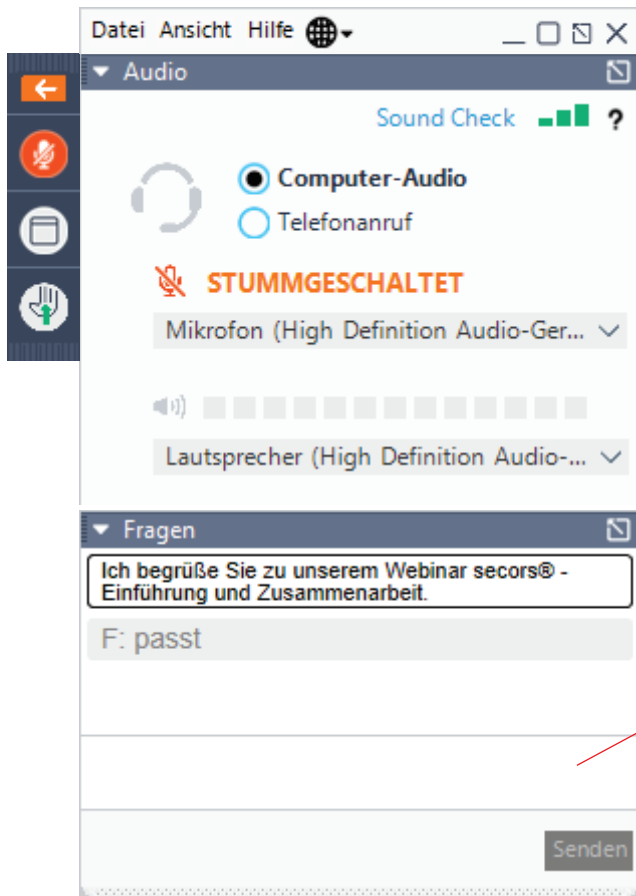 Datei Ansicht Hilfe
Audio
Sound Check ?
Computer-Audio
Telefonanruf
STUMMGESCHALTET
Mikrofon (High Definition Audio-Ger...
Lautsprecher (High Definition Audio-...
Fragen
Ich begrüße Sie zu unserem Webinar secors® -
Einführung und Zusammenarbeit.
F: passt
Senden